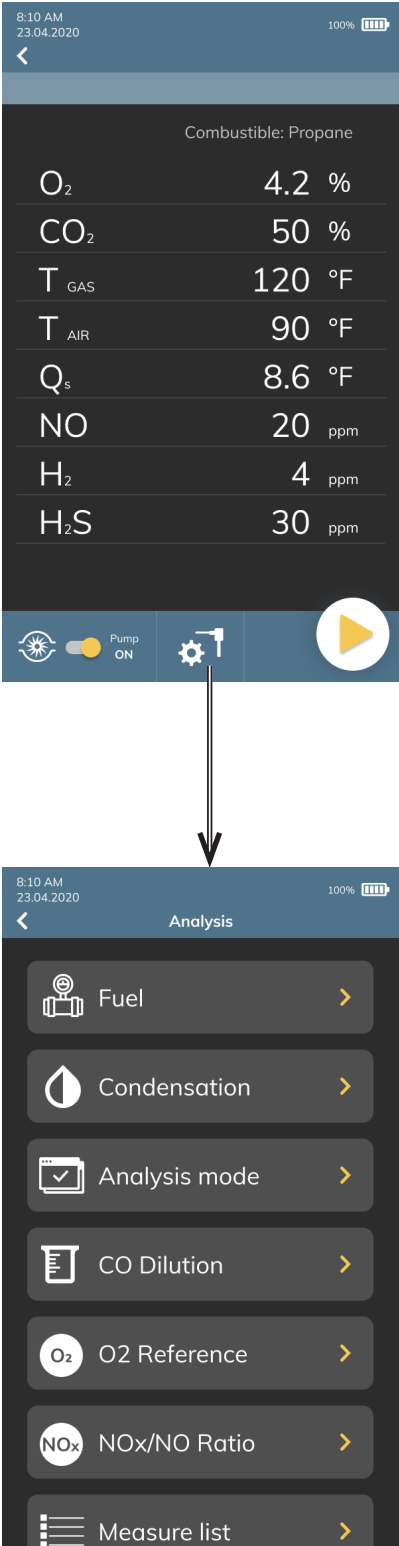 8:10 AM
23.04.2020
100%
Combustible: Propane
O₂ 4.2 %
CO₂ 50 %
T GAS 120 °F
T AIR 90 °F
Qs 8.6 °F
NO 20 ppm
H₂ 4 ppm
H₂S 30 ppm
Pump
ON
8:10 AM
23.04.2020
100%
Analysis
Fuel
Condensation
Analysis mode
CO Dilution
O₂ O2 Reference
NOx NOx/NO Ratio
Measure list